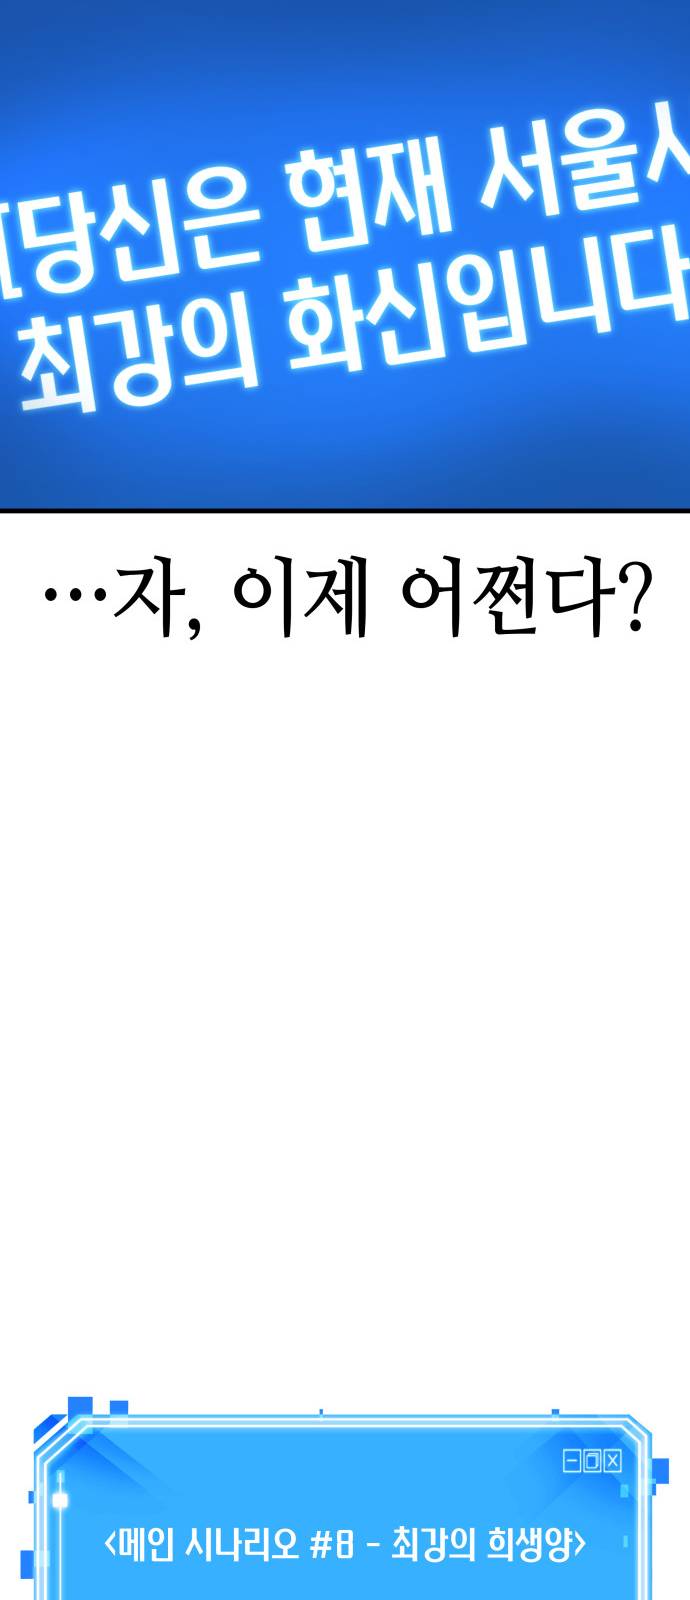 [당신은 현재 서울시
최강의 화신입니다
…자, 이제 어쩐다?
<메인 시나리오 #8 - 최강의 희생양>